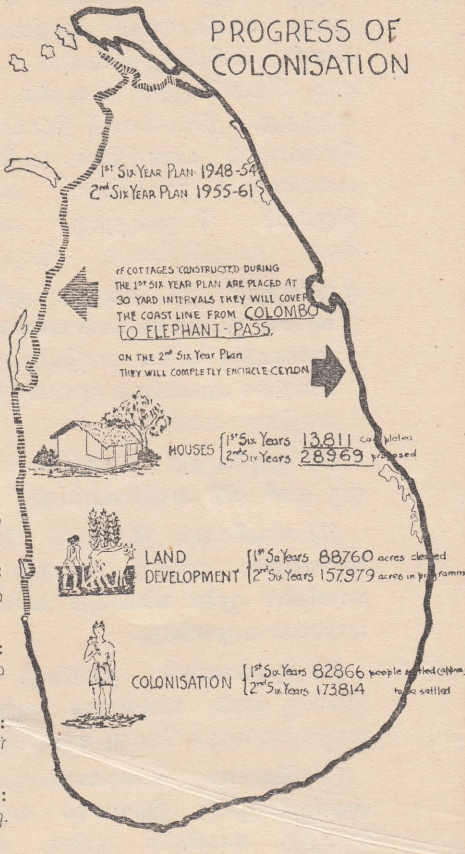 PROGRESS OF
COLONISATION
1st SIX YEAR PLAN 1948-54
2nd SIX YEAR PLAN 1955-61
IF COTTAGES CONSTRUCTED DURING
THE 1st SIX YEAR PLAN ARE PLACED AT
30 YARD INTERVALS THEY WILL COVER
THE COAST LINE FROM COLOMBO
TO ELEPHANT-PASS.
ON THE 2nd Six Year Plan
THEY WILL COMPLETELY ENCIRCLE CEYLON
HOUSES { 1st Six Years 13,811 completed
2nd Six Years 28969 proposed
LAND
DEVELOPMENT { 1st Six Years 88760 acres cleared
2nd Six Years 157,979 acres in programme
COLONISATION { 1st Six Years 82866 people settled (approx)
2nd Six Years 173814 to be settled